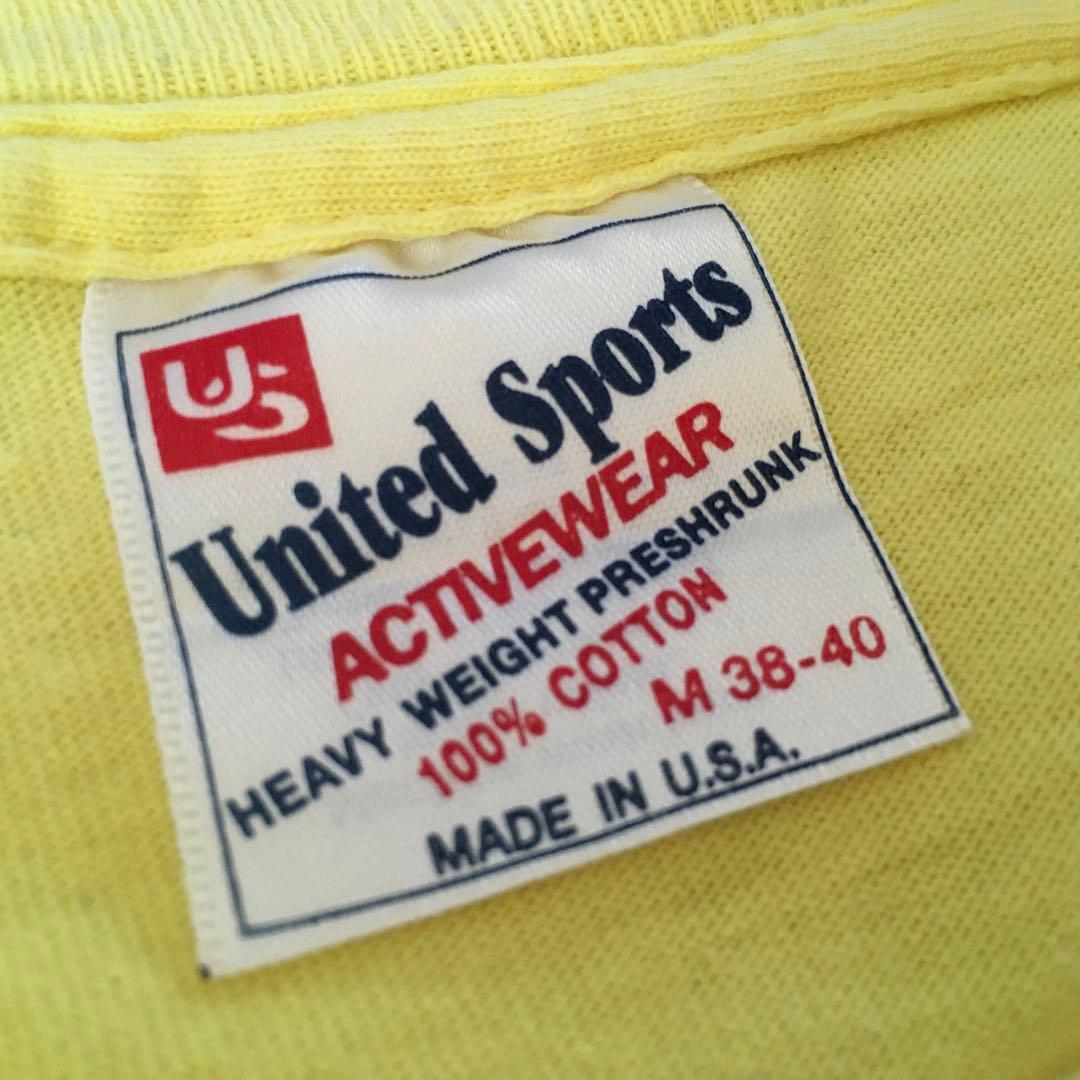 US
United Sports
ACTIVEWEAR
HEAVY WEIGHT PRESHRUNK
100% COTTON
M 38-40
MADE IN U.S.A.